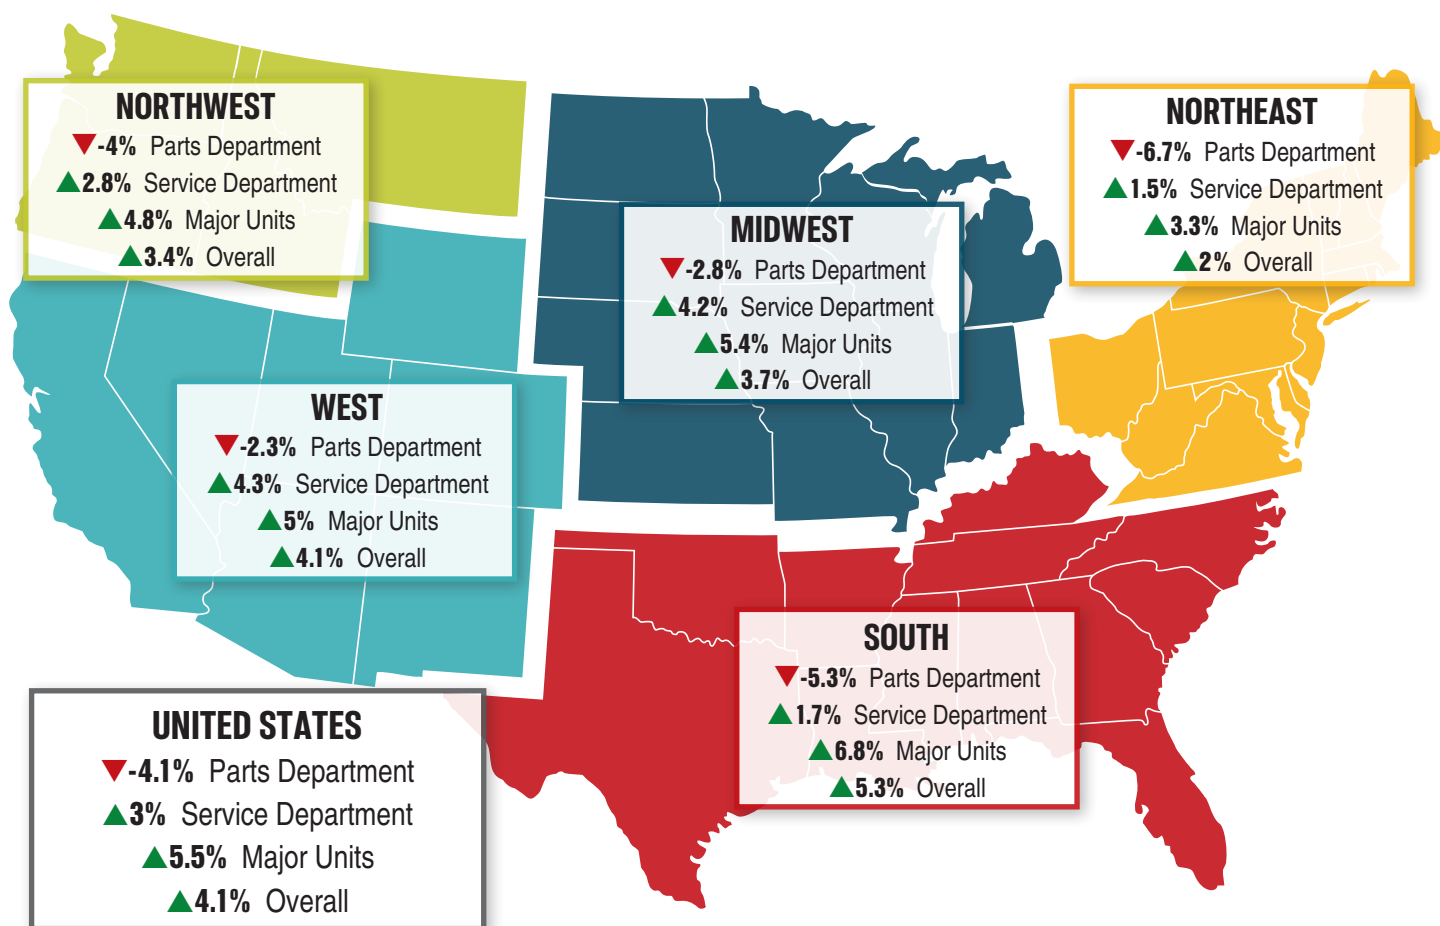 NORTHWEST
-4% Parts Department
2.8% Service Department
4.8% Major Units
3.4% Overall
NORTHEAST
-6.7% Parts Department
1.5% Service Department
3.3% Major Units
2% Overall
MIDWEST
-2.8% Parts Department
4.2% Service Department
5.4% Major Units
3.7% Overall
WEST
-2.3% Parts Department
4.3% Service Department
5% Major Units
4.1% Overall
SOUTH
-5.3% Parts Department
1.7% Service Department
6.8% Major Units
5.3% Overall
UNITED STATES
-4.1% Parts Department
3% Service Department
5.5% Major Units
4.1% Overall